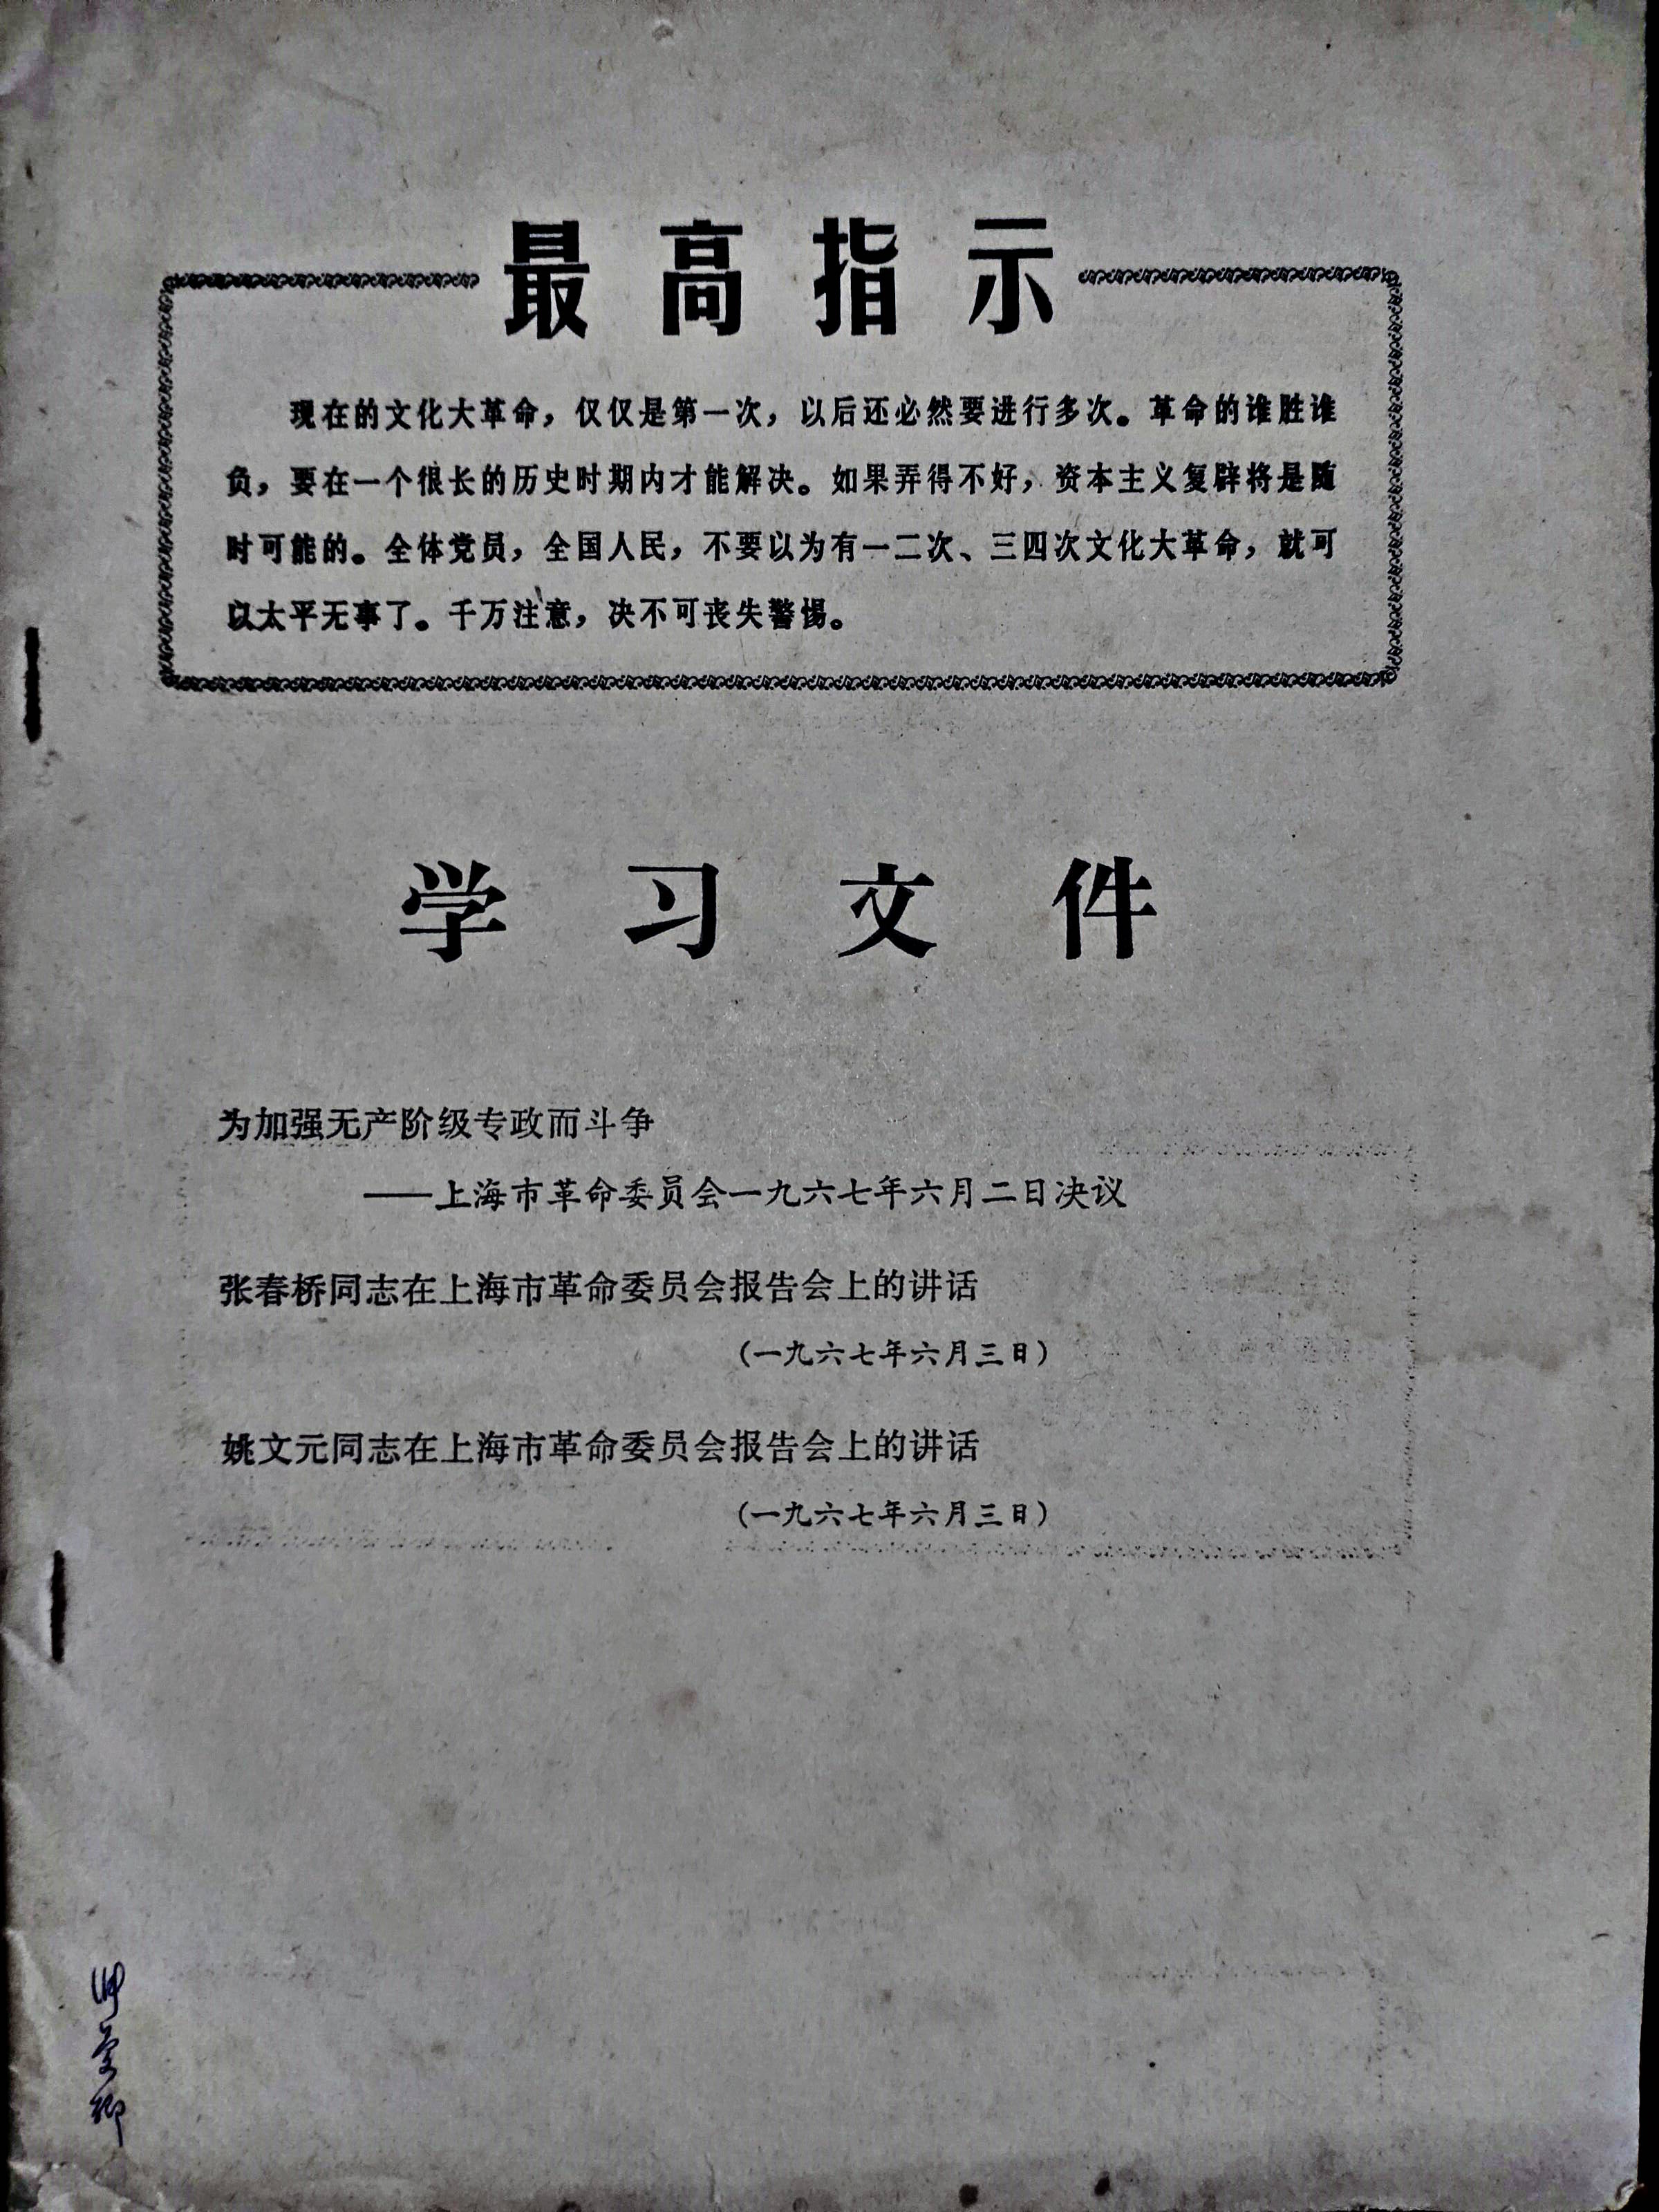 最高指示
现在的文化大革命，仅仅是第一次，以后还必然要进行多次。革命的谁胜谁
负，要在一个很长的历史时期内才能解决。如果弄得不好，资本主义复辟将是随
时可能的。全体党员，全国人民，不要以为有一二次、三四次文化大革命，就可
以太平无事了。千万注意，决不可丧失警惕。
学习文件
为加强无产阶级专政而斗争
——上海市革命委员会一九六七年六月二日决议
张春桥同志在上海市革命委员会报告会上的讲话
（一九六七年六月三日）
姚文元同志在上海市革命委员会报告会上的讲话
（一九六七年六月三日）